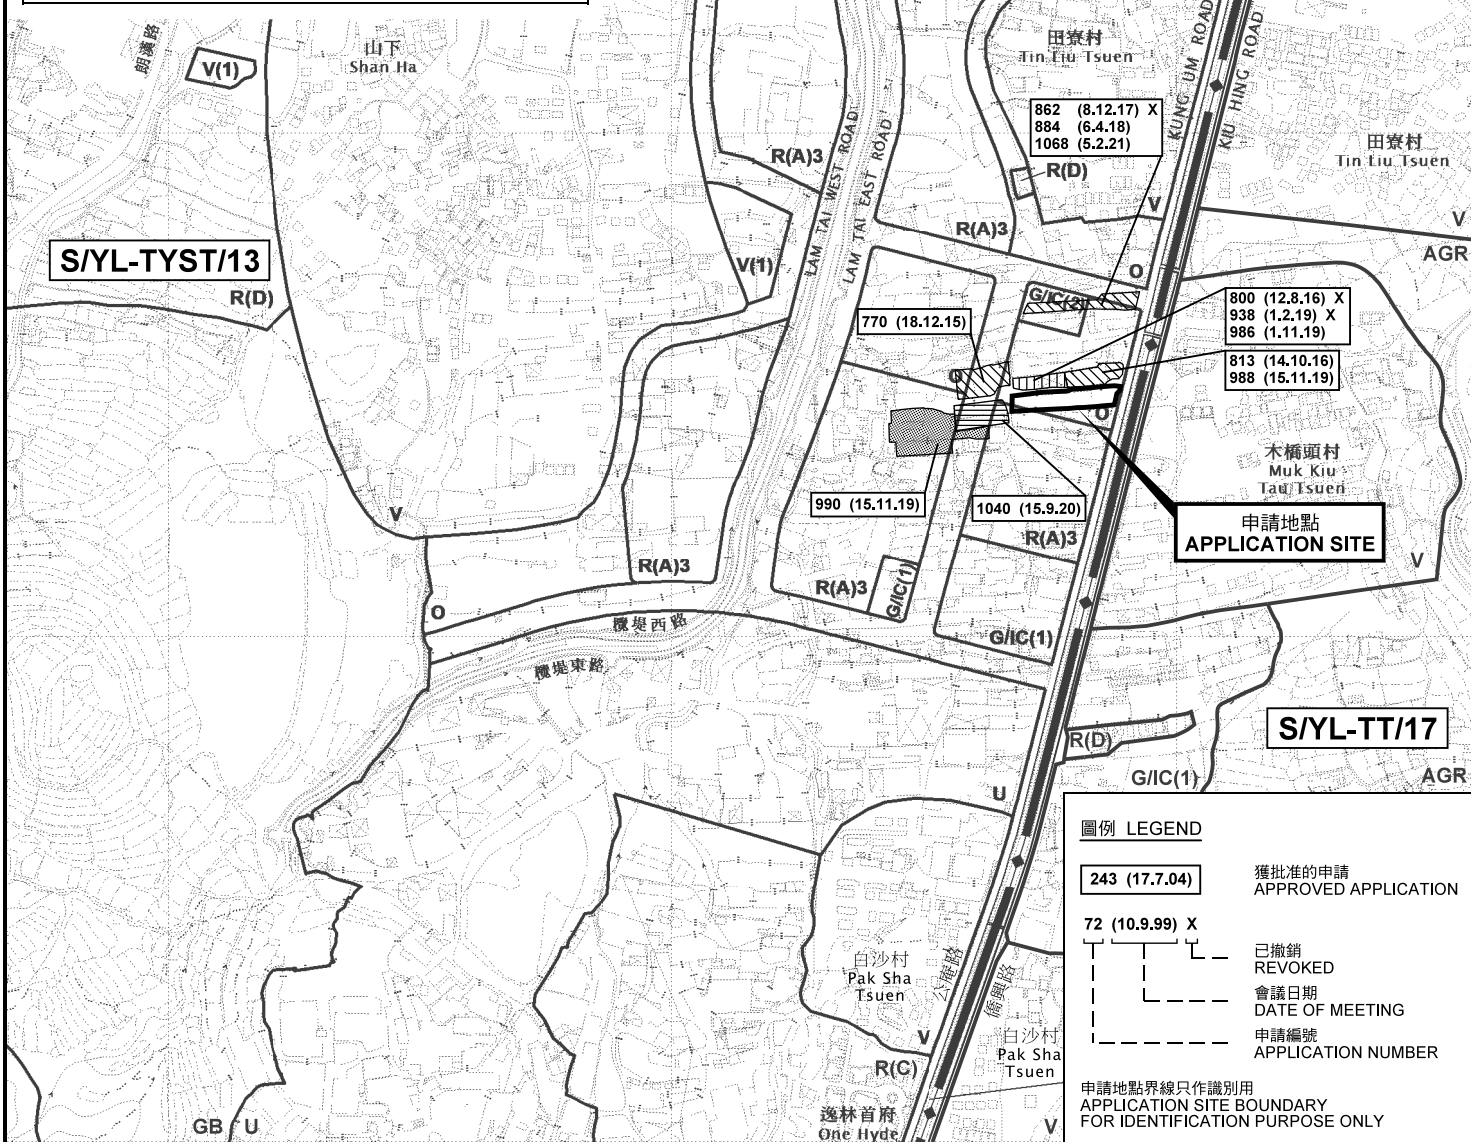 朗漢路
V(1)
山下
Shan Ha
田寮村
Tin Liu Tsuen
KUNG UM ROAD
KIU HING ROAD
862 (8.12.17) X
884 (6.4.18)
1068 (5.2.21)
田寮村
Tin Liu Tsuen
R(A)3
LAM TAI WEST ROAD
LAM TAI EAST ROAD
R(D)
V
V
R(A)3
AGR
S/YL-TYST/13
V(1)
O
R(D)
G/IC(2)
800 (12.8.16) X
938 (1.2.19) X
986 (1.11.19)
770 (18.12.15)
813 (14.10.16)
988 (15.11.19)
O
O
木橋頭村
Muk Kiu
Tau Tsuen
990 (15.11.19)
1040 (15.9.20)
V
申請地點
APPLICATION SITE
R(A)3
V
R(A)3
R(A)3
G/IC(1)
O
欖堤西路
G/IC(1)
欖堤東路
S/YL-TT/17
R(D)
G/IC(1)
AGR
U
圖例 LEGEND
243 (17.7.04)
獲批准的申請
APPROVED APPLICATION
72 (10.9.99) X
已撤銷
REVOKED
會議日期
DATE OF MEETING
申請編號
APPLICATION NUMBER
申請地點界線只作識別用
APPLICATION SITE BOUNDARY
FOR IDENTIFICATION PURPOSE ONLY
白沙村
Pak Sha
Tsuen
公庵路
僑興路
白沙村
Pak Sha
Tsuen
V
R(C)
逸林首府
One Hyde
V
GB
U